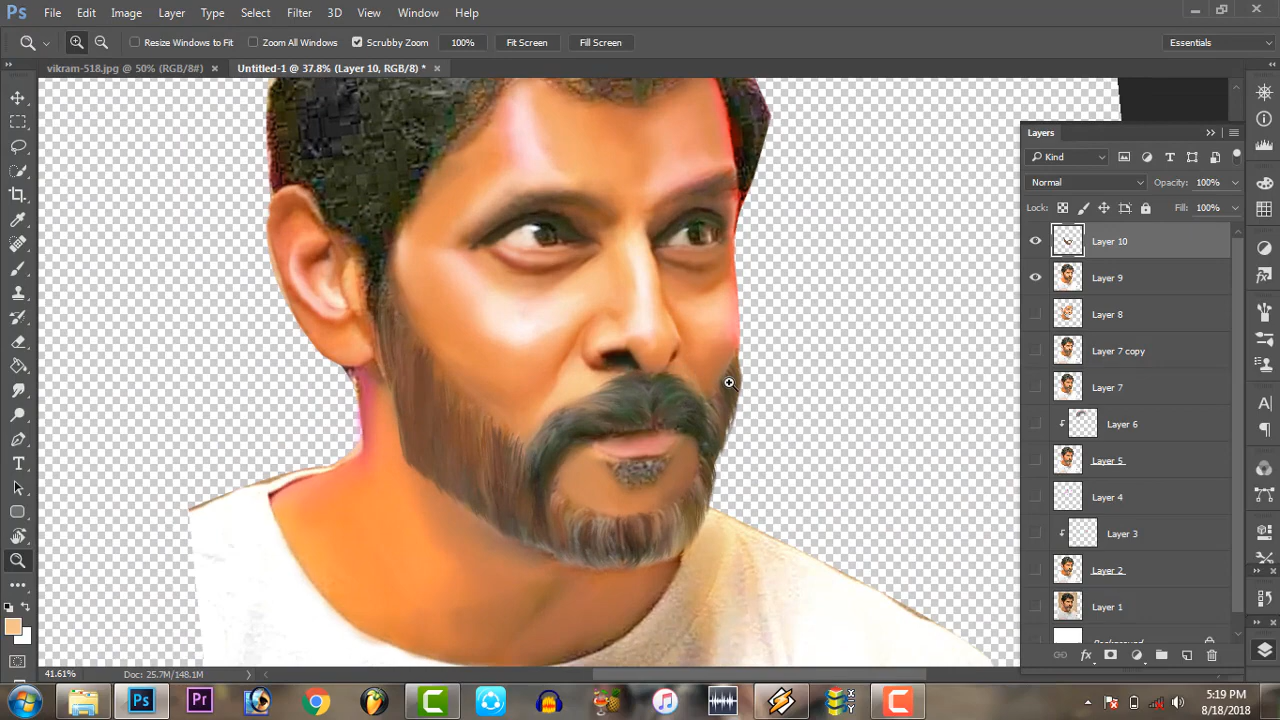 Ps File Edit Image Layer Type Select Filter 3D View Window Help
Resize Windows to Fit Zoom All Windows Scrubby Zoom 100% Fit Screen Fill Screen Essentials
vikram-518.jpg @ 50% (RGB/8#) × Untitled-1 @ 37.8% (Layer 10, RGB/8) * ×
Layers
Kind
Normal Opacity: 100%
Lock: Fill: 100%
Layer 10
Layer 9
Layer 8
Layer 7 copy
Layer 7
Layer 6
Layer 5
Layer 4
Layer 3
Layer 2
Layer 1
Background
fx
41.61% Doc: 25.7M/148.1M
Ps Pr C
5:19 PM
8/18/2018